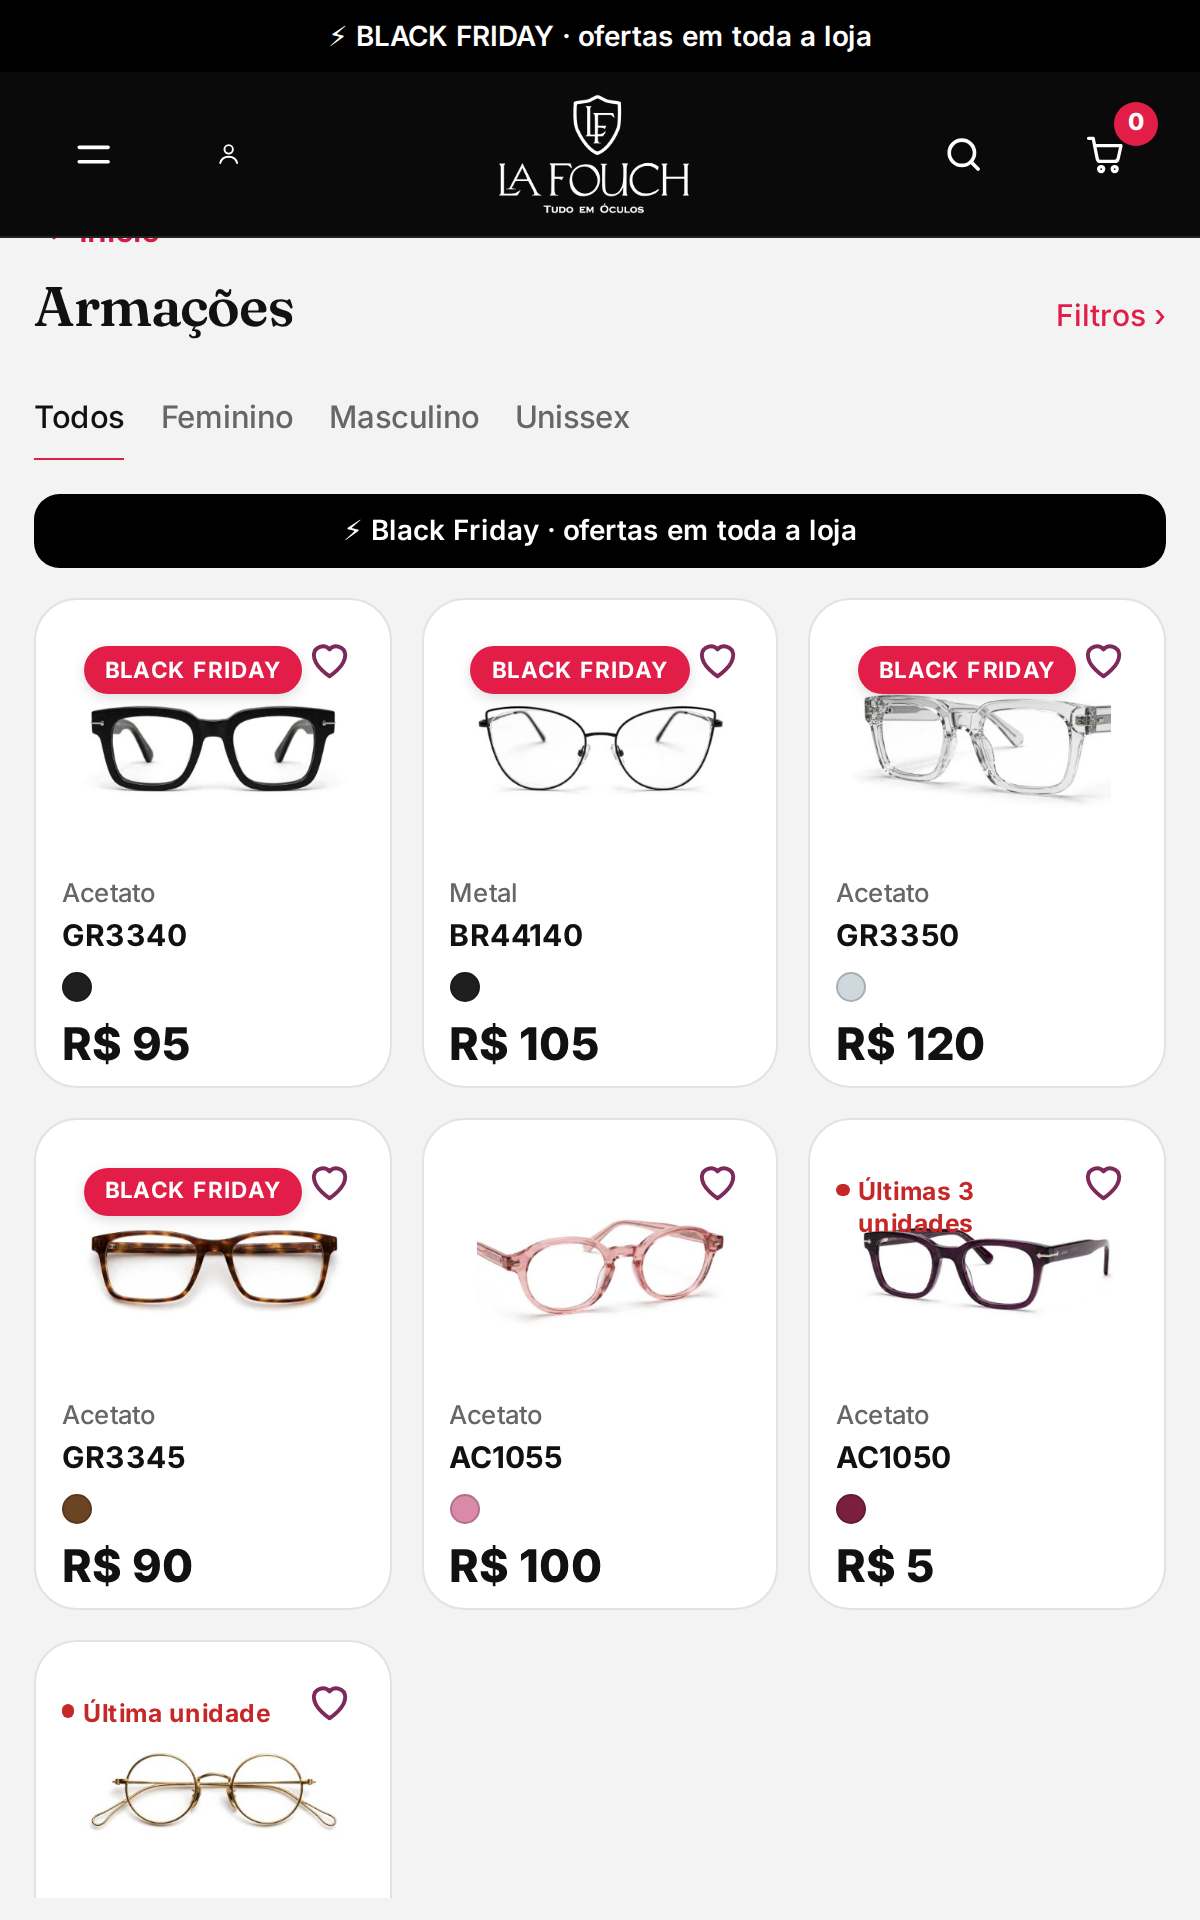 ⚡ BLACK FRIDAY · ofertas em toda a loja
0
LF
LA FOUCH
TUDO EM ÓCULOS
Início
Armações
Filtros ›
Todos Feminino Masculino Unissex
⚡ Black Friday · ofertas em toda a loja
BLACK FRIDAY
Acetato
GR3340
R$ 95
BLACK FRIDAY
Metal
BR44140
R$ 105
BLACK FRIDAY
Acetato
GR3350
R$ 120
BLACK FRIDAY
Acetato
GR3345
R$ 90
Acetato
AC1055
R$ 100
Últimas 3
unidades
Acetato
AC1050
R$ 5
Última unidade